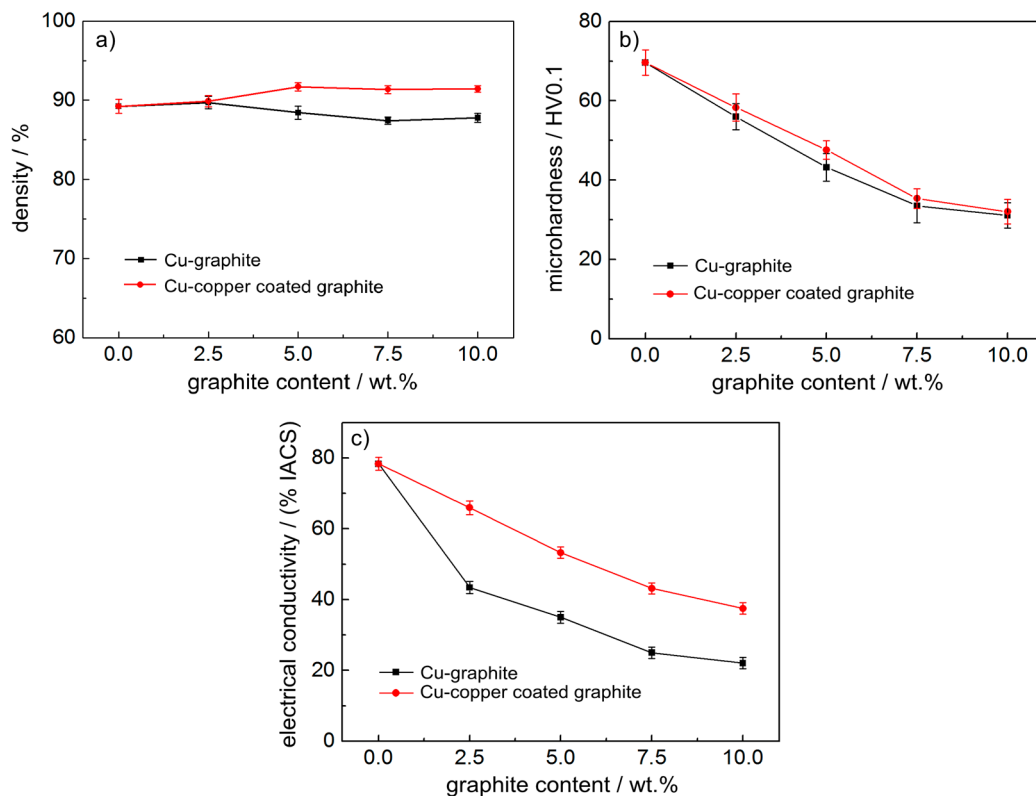 a)
100
90
80
70
60
density / %
Cu-graphite
Cu-copper coated graphite
0.0 2.5 5.0 7.5 10.0
graphite content / wt.%
b)
80
60
40
20
0
microhardness / HV0.1
Cu-graphite
Cu-copper coated graphite
0.0 2.5 5.0 7.5 10.0
graphite content / wt.%
c)
80
60
40
20
0
electrical conductivity / (% IACS)
Cu-graphite
Cu-copper coated graphite
0.0 2.5 5.0 7.5 10.0
graphite content / wt.%